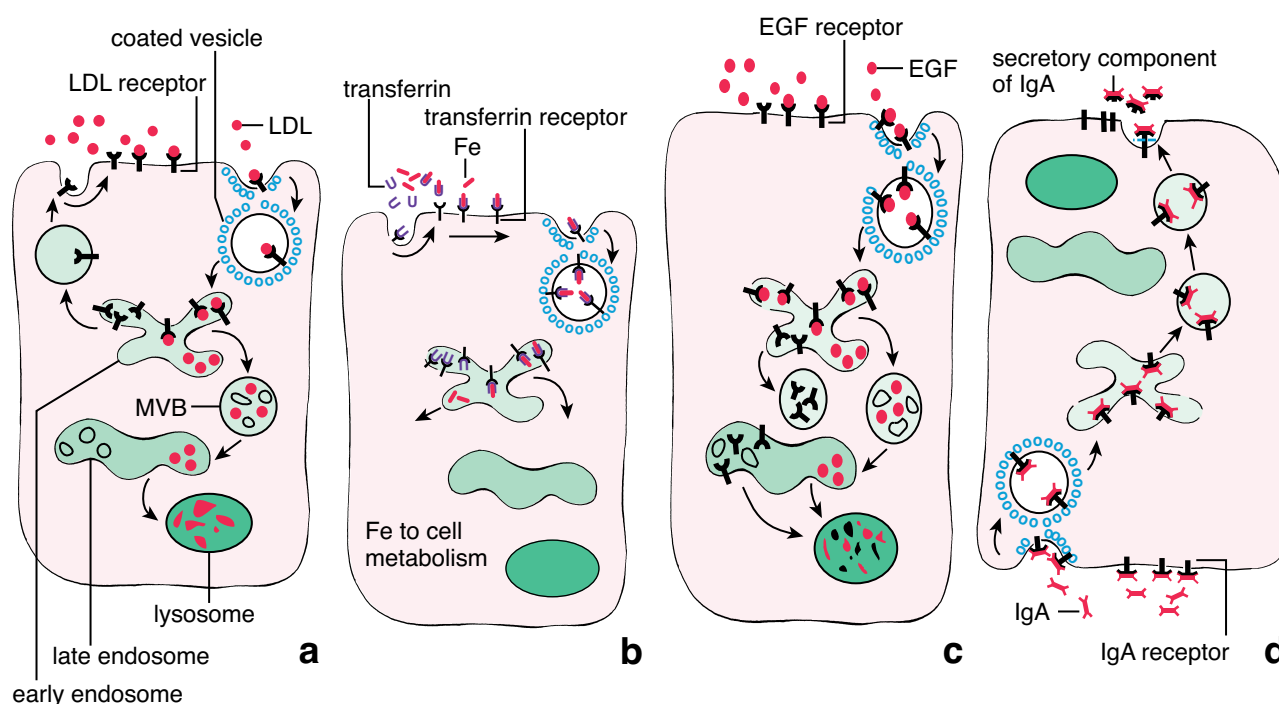 coated vesicle
LDL receptor
LDL
MVB
lysosome
late endosome
early endosome
a
transferrin
transferrin receptor
Fe
Fe to cell
metabolism
b
EGF receptor
EGF
c
secretory component
of IgA
IgA
IgA receptor
d